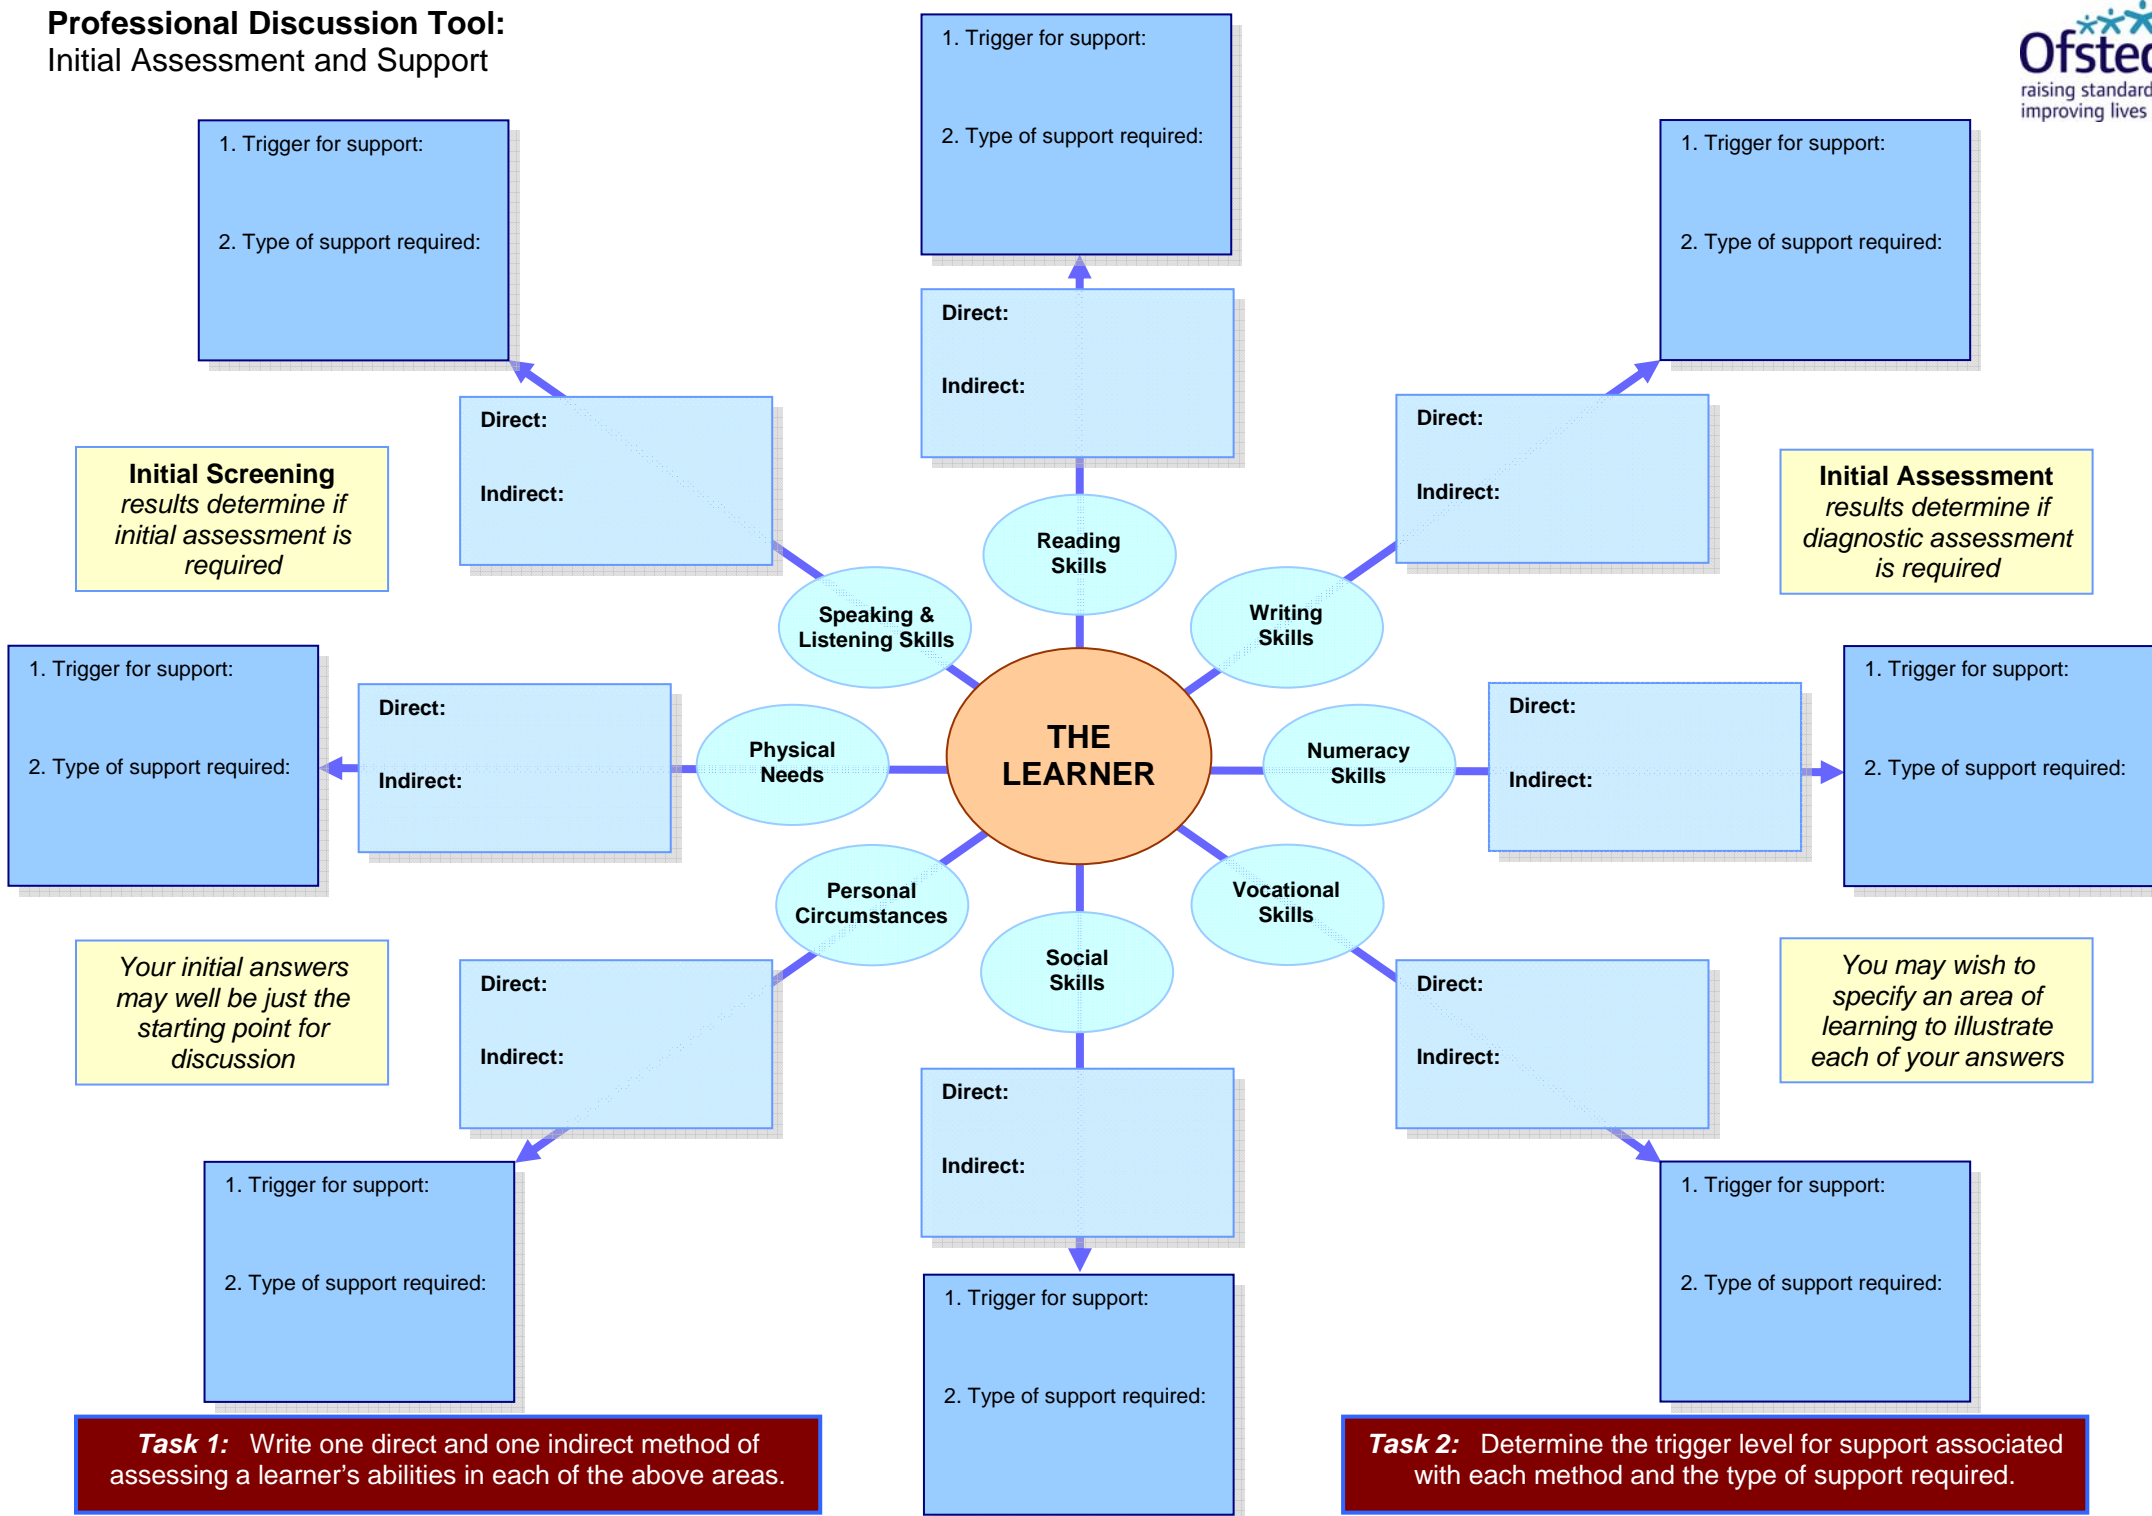 Professional Discussion Tool:
Initial Assessment and Support
Ofsted
raising standards
improving lives
1. Trigger for support:
2. Type of support required:
1. Trigger for support:
2. Type of support required:
1. Trigger for support:
2. Type of support required:
Direct:
Indirect:
Direct:
Indirect:
Direct:
Indirect:
Initial Screening
results determine if
initial assessment is
required
Initial Assessment
results determine if
diagnostic assessment
is required
Reading
Skills
Speaking &
Listening Skills
Writing
Skills
1. Trigger for support:
2. Type of support required:
Direct:
Indirect:
Physical
Needs
THE
LEARNER
Numeracy
Skills
Direct:
Indirect:
1. Trigger for support:
2. Type of support required:
Personal
Circumstances
Social
Skills
Vocational
Skills
Your initial answers
may well be just the
starting point for
discussion
Direct:
Indirect:
Direct:
Indirect:
Direct:
Indirect:
You may wish to
specify an area of
learning to illustrate
each of your answers
1. Trigger for support:
2. Type of support required:
1. Trigger for support:
2. Type of support required:
1. Trigger for support:
2. Type of support required:
Task 1: Write one direct and one indirect method of
assessing a learner's abilities in each of the above areas.
Task 2: Determine the trigger level for support associated
with each method and the type of support required.